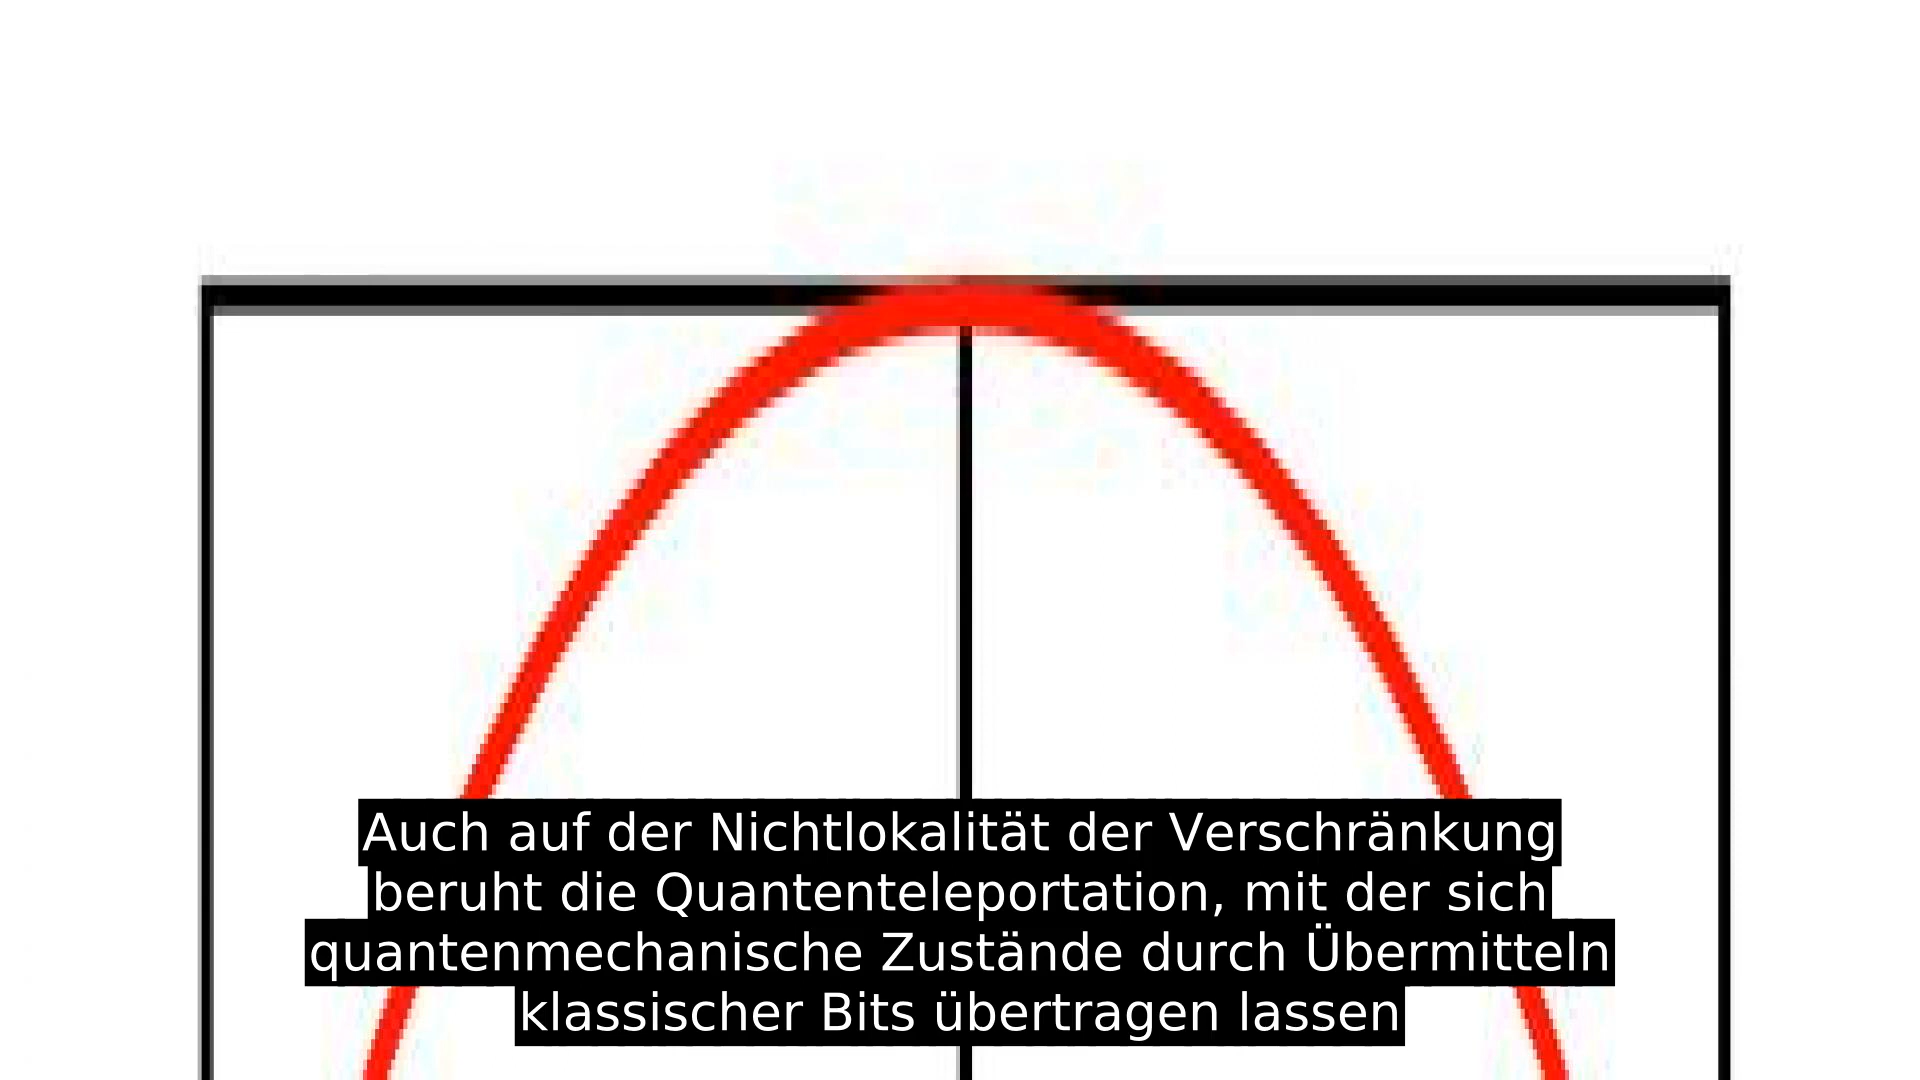 Auch auf der Nichtlokalität der Verschränkung
beruht die Quantenteleportation, mit der sich
quantenmechanische Zustände durch Übermitteln
klassischer Bits übertragen lassen